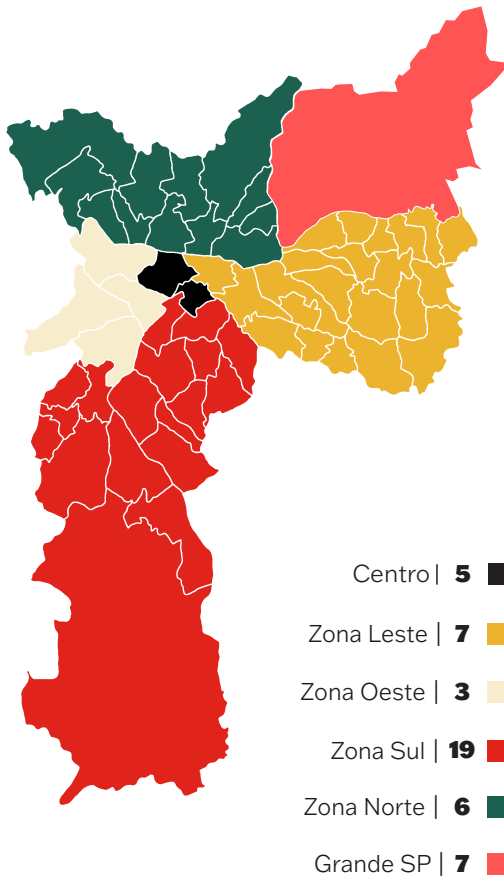 Centro | 5
Zona Leste | 7
Zona Oeste | 3
Zona Sul | 19
Zona Norte | 6
Grande SP | 7